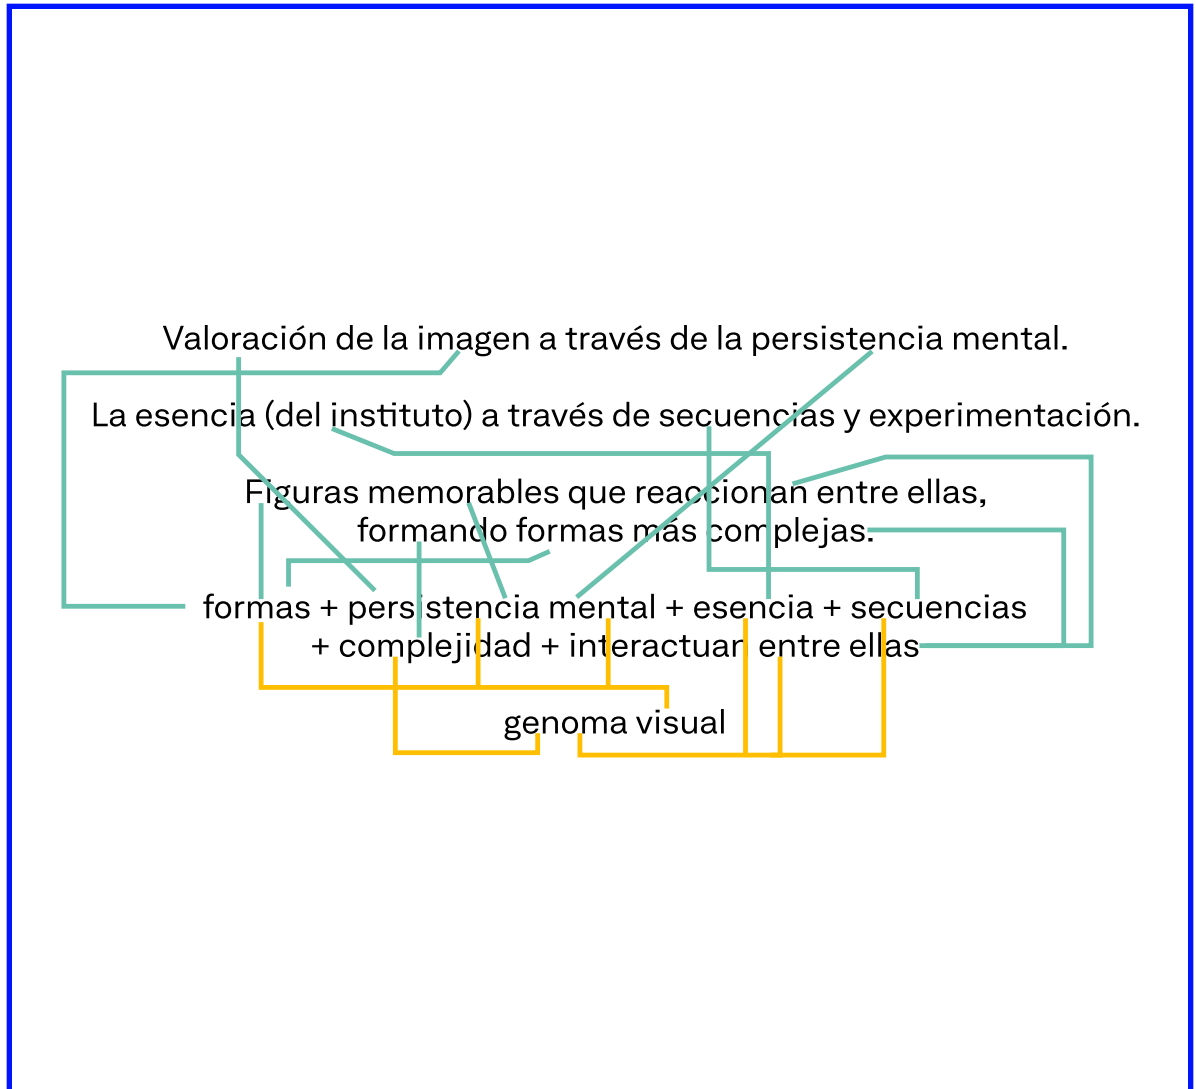 Valoración de la imagen a través de la persistencia mental.
La esencia (del instituto) a través de secuencias y experimentación.
Figuras memorables que reaccionan entre ellas,
formando formas más complejas.
formas + persistencia mental + esencia + secuencias
+ complejidad + interactuan entre ellas
genoma visual